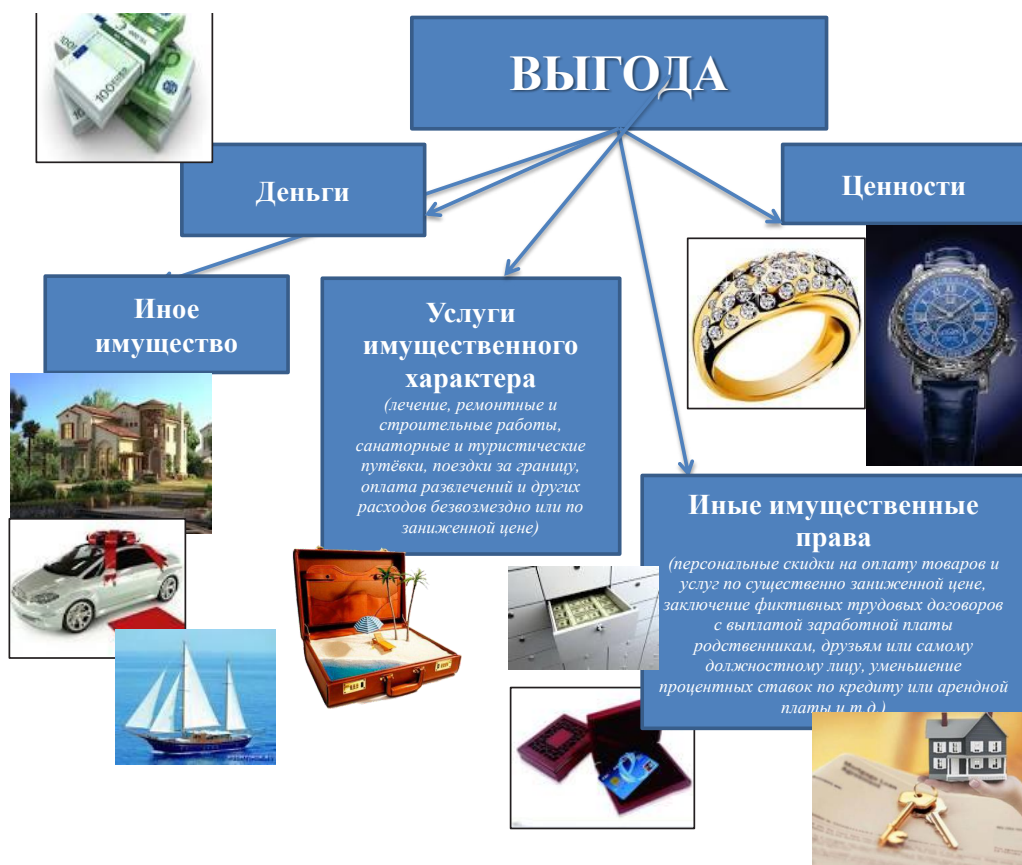 ВЫГОДА
Деньги
Ценности
Иное
имущество
Услуги
имущественного
характера
(лечение, ремонтные и
строительные работы,
санаторные и туристические
путёвки, поездки за границу,
оплата развлечений и других
расходов безвозмездно или по
заниженной цене)
Иные имущественные
права
(персональные скидки на оплату товаров и
услуг по существенно заниженной цене,
заключение фиктивных трудовых договоров
с выплатой заработной платы
родственникам, друзьям или самому
должностному лицу, уменьшение
процентных ставок по кредиту или арендной
платы и т.д.)
100 EURO